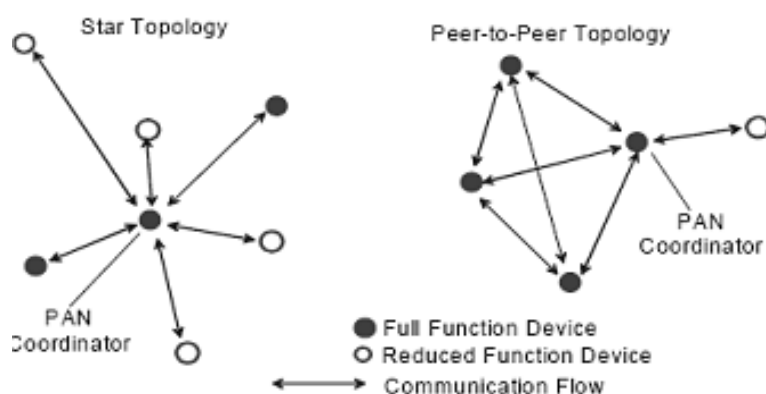 Star Topology
Peer-to-Peer Topology
PAN
Coordinator
PAN
Coordinator
Full Function Device
Reduced Function Device
Communication Flow